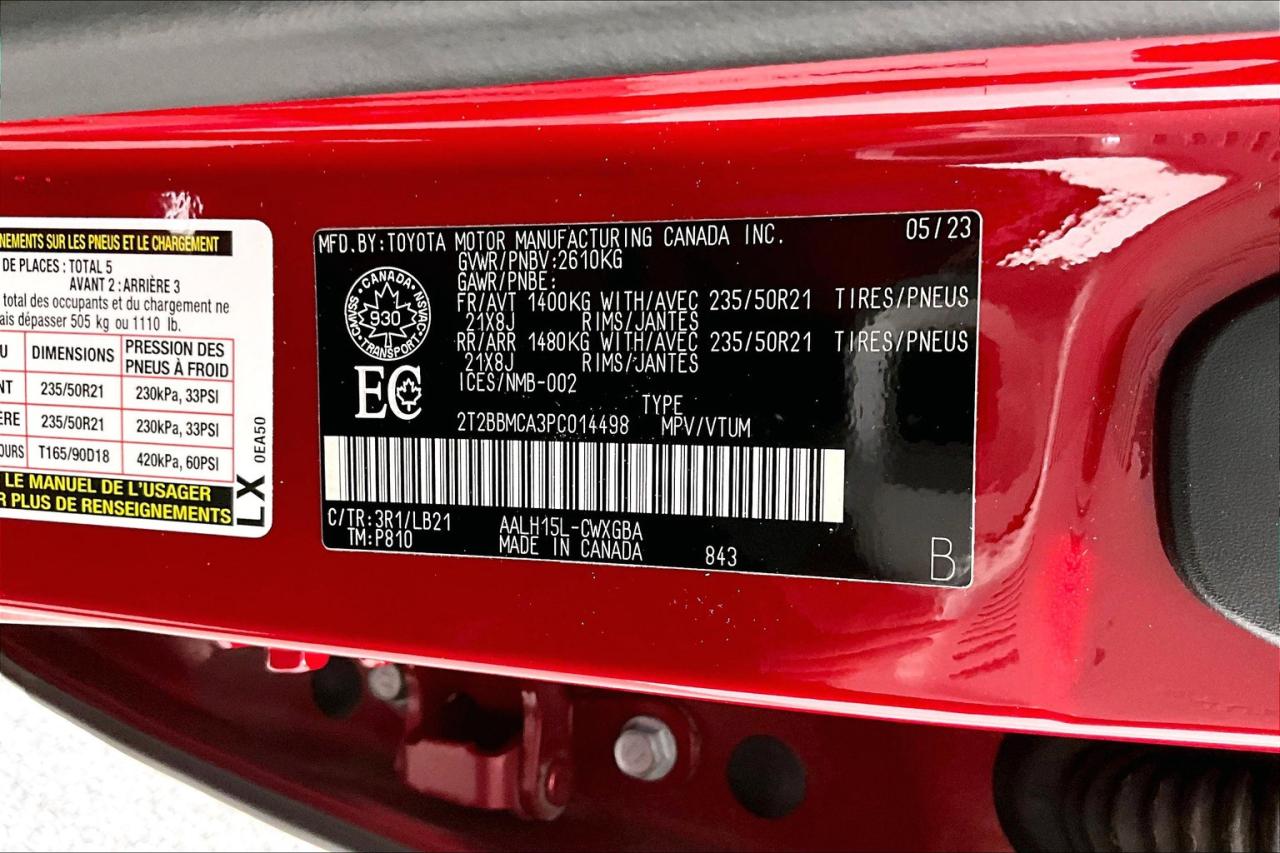 NEMENTS SUR LES PNEUS ET LE CHARGEMENT
DE PLACES : TOTAL 5
AVANT 2 : ARRIÈRE 3
total des occupants et du chargement ne
ais dépasser 505 kg ou 1110 lb.
U DIMENSIONS PRESSION DES PNEUS À FROID
NT 235/50R21 230kPa, 33PSI
ÈRE 235/50R21 230kPa, 33PSI
OURS T165/90D18 420kPa, 60PSI
LE MANUEL DE L'USAGER
R PLUS DE RENSEIGNEMENTS
LX 0EA50
MFD.BY:TOYOTA MOTOR MANUFACTURING CANADA INC. 05/23
GVWR/PNBV:2610KG
GAWR/PNBE:
FR/AVT 1400KG WITH/AVEC 235/50R21 TIRES/PNEUS
21X8J RIMS/JANTES
RR/ARR 1480KG WITH/AVEC 235/50R21 TIRES/PNEUS
21X8J RIMS/JANTES
ICES/NMB-002
CANADA
CMVSS
NSVAC
930
TRANSPORT
EC
TYPE
2T2BBMCA3PC014498 MPV/VTUM
C/TR:3R1/LB21 AALH15L-CWXGBA
TM:P810 MADE IN CANADA 843
B